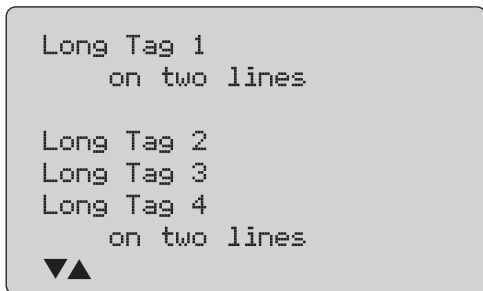 Long Tag 1
on two lines
Long Tag 2
Long Tag 3
Long Tag 4
on two lines
▼▲